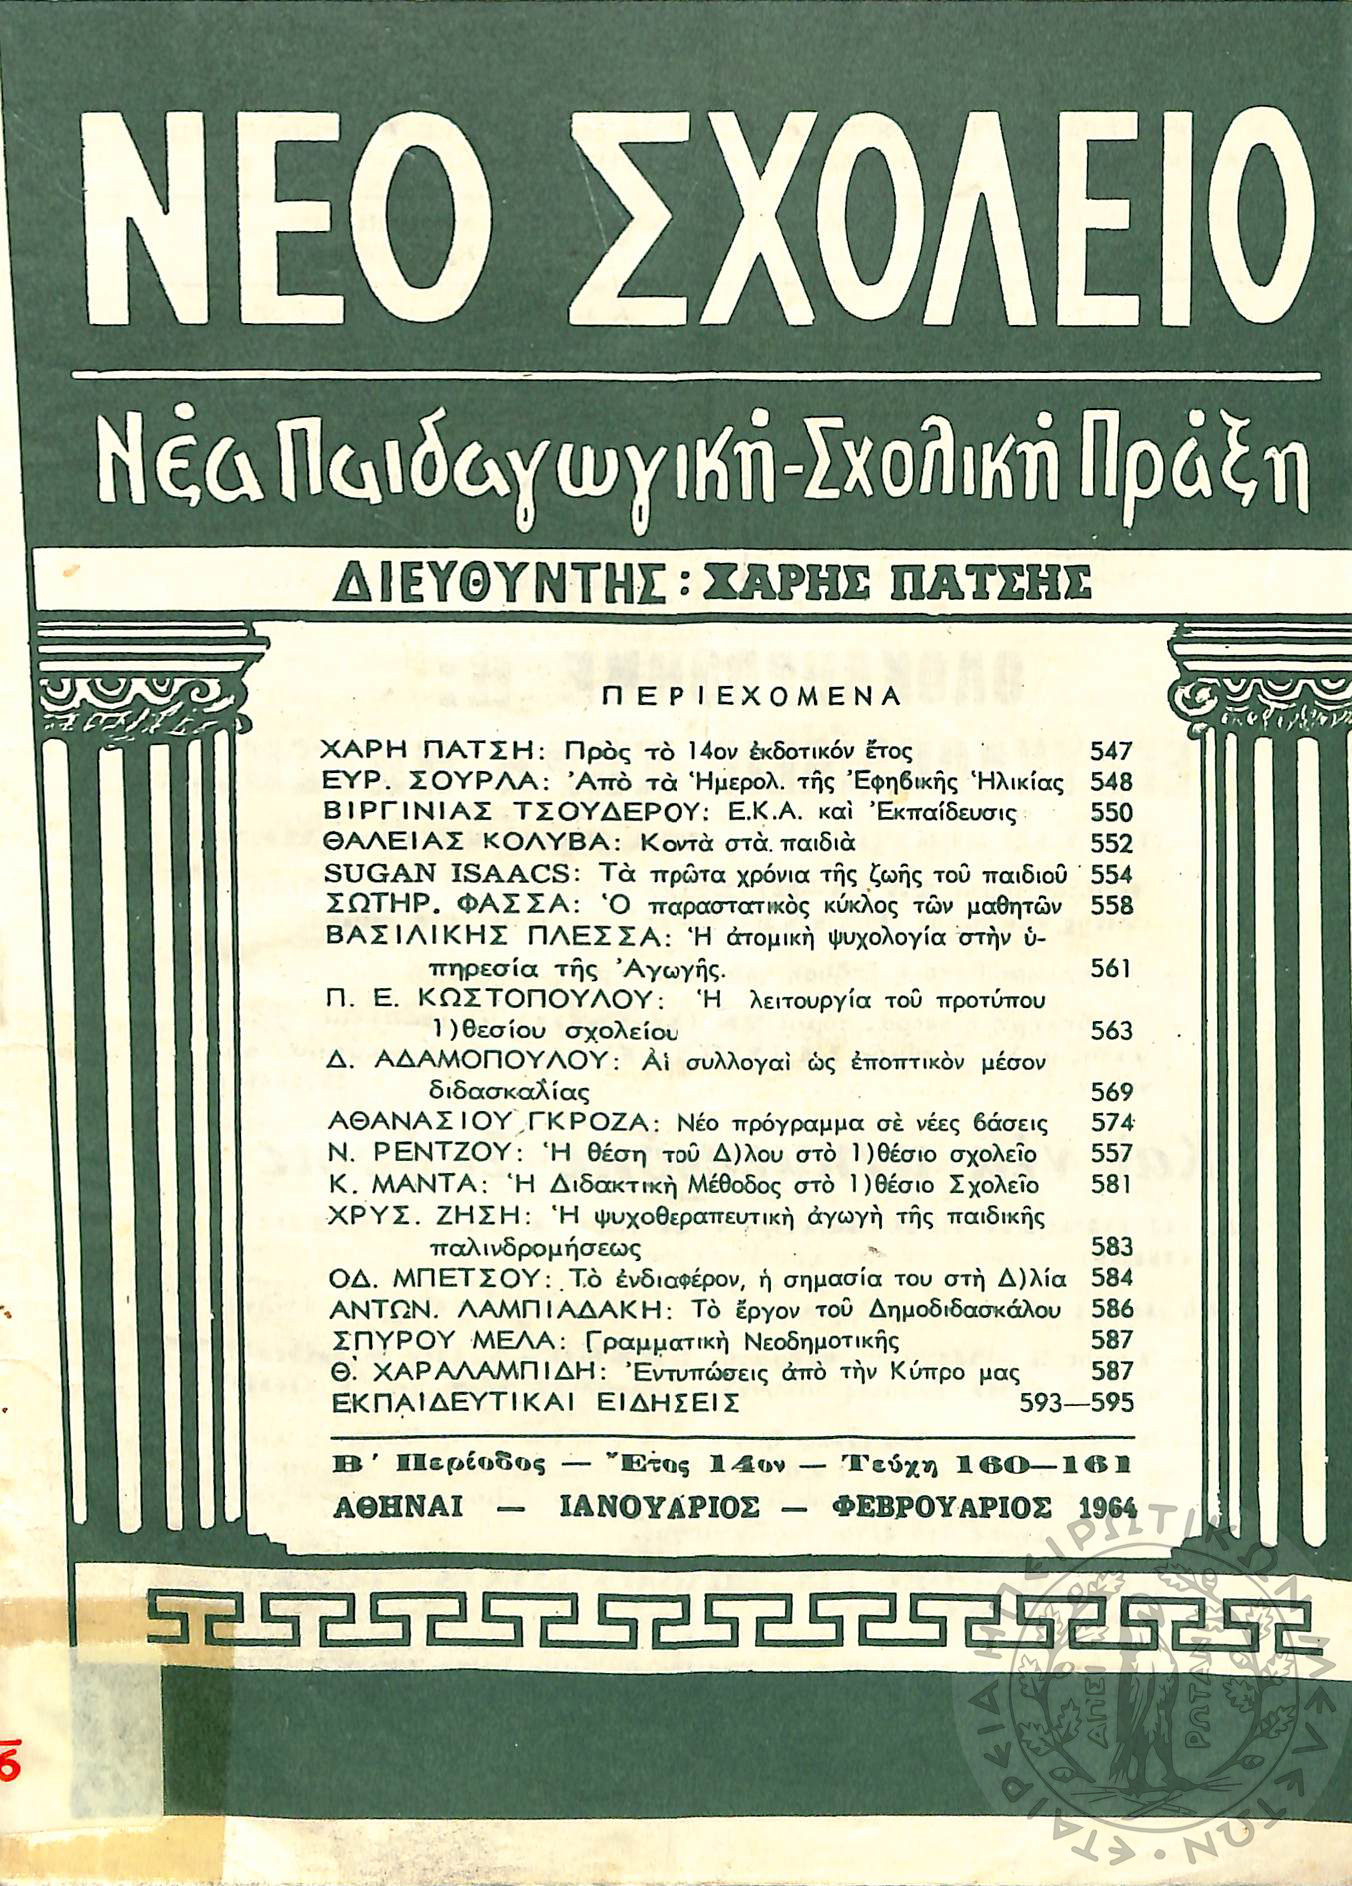 ΝΕΟ ΣΧΟΛΕΙΟ
Νέα Παιδαγωγική-Σχολική Πράξη
ΔΙΕΥΘΥΝΤΗΣ: ΧΑΡΗΣ ΠΑΤΣΗΣ
ΠΕΡΙΕΧΟΜΕΝΑ
ΧΑΡΗ ΠΑΤΣΗ: Πρὸς τὸ 14ον ἐκδοτικόν ἔτος 547
ΕΥΡ. ΣΟΥΡΛΑ: Ἀπὸ τὰ Ἡμερολ. τῆς Ἐφηβικῆς Ἡλικίας 548
ΒΙΡΓΙΝΙΑΣ ΤΣΟΥΔΕΡΟΥ: Ε.Κ.Α. καὶ Ἐκπαίδευσις 550
ΘΑΛΕΙΑΣ ΚΟΛΥΒΑ: Κοντὰ στὰ παιδιὰ 552
SUGAN ISAACS: Τὰ πρῶτα χρόνια τῆς ζωῆς τοῦ παιδιοῦ 554
ΣΩΤΗΡ. ΦΑΣΣΑ: Ὁ παραστατικὸς κύκλος τῶν μαθητῶν 558
ΒΑΣΙΛΙΚΗΣ ΠΛΕΣΣΑ: Ἡ ἀτομικὴ ψυχολογία στὴν ὑ-
πηρεσία τῆς Ἀγωγῆς. 561
Π. Ε. ΚΩΣΤΟΠΟΥΛΟΥ: Ἡ λειτουργία τοῦ προτύπου
1)θεσίου σχολείου 563
Δ. ΑΔΑΜΟΠΟΥΛΟΥ: Αἱ συλλογαὶ ὡς ἐποπτικὸν μέσον
διδασκαλίας 569
ΑΘΑΝΑΣΙΟΥ ΓΚΡΟΖΑ: Νέο πρόγραμμα σὲ νέες βάσεις 574
Ν. ΡΕΝΤΖΟΥ: Ἡ θέση τοῦ Δ)λου στὸ 1)θέσιο σχολεῖο 557
Κ. ΜΑΝΤΑ: Ἡ Διδακτικὴ Μέθοδος στὸ 1)θέσιο Σχολεῖο 581
ΧΡΥΣ. ΖΗΣΗ: Ἡ ψυχοθεραπευτικὴ ἀγωγὴ τῆς παιδικῆς
παλινδρομήσεως 583
ΟΔ. ΜΠΕΤΣΟΥ: Τὸ ἐνδιαφέρον, ἡ σημασία του στὴ Δ)λία 584
ΑΝΤΩΝ. ΛΑΜΠΙΑΔΑΚΗ: Τὸ ἔργον τοῦ Δημοδιδασκάλου 586
ΣΠΥΡΟΥ ΜΕΛΑ: Γραμματικὴ Νεοδημοτικῆς 587
Θ. ΧΑΡΑΛΑΜΠΙΔΗ: Ἐντυπώσεις ἀπὸ τὴν Κύπρο μας 587
ΕΚΠΑΙΔΕΥΤΙΚΑΙ ΕΙΔΗΣΕΙΣ 593—595
Β΄ Περίοδος — Ἔτος 14ον — Τεύχη 160—161
ΑΘΗΝΑΙ — ΙΑΝΟΥΑΡΙΟΣ — ΦΕΒΡΟΥΑΡΙΟΣ 1964
ΕΤΑΙΡΕΙΑ ΗΠΕΙΡΩΤΙΚΩΝ ΜΕΛΕΤΩΝ
ΑΠΕΙ ΡΩΤΑΝ
6